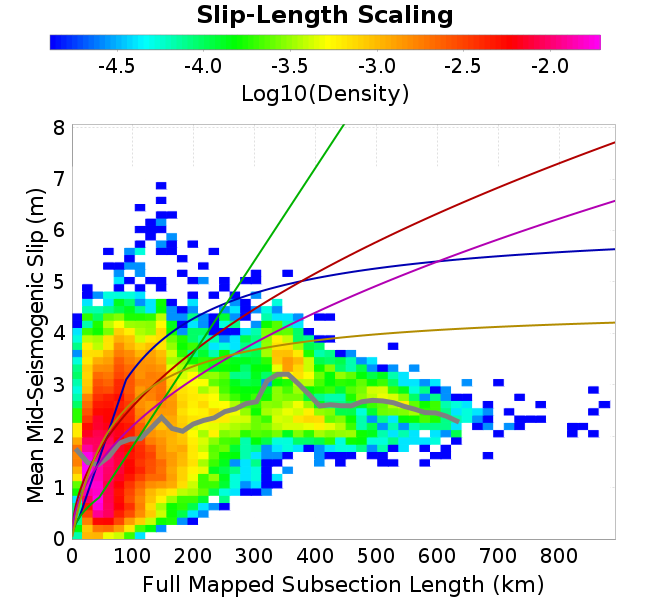 Slip-Length Scaling
-4.5 -4.0 -3.5 -3.0 -2.5 -2.0
Log10(Density)
8
7
6
5
4
3
2
1
0
Mean Mid-Seismogenic Slip (m)
0 100 200 300 400 500 600 700 800
Full Mapped Subsection Length (km)